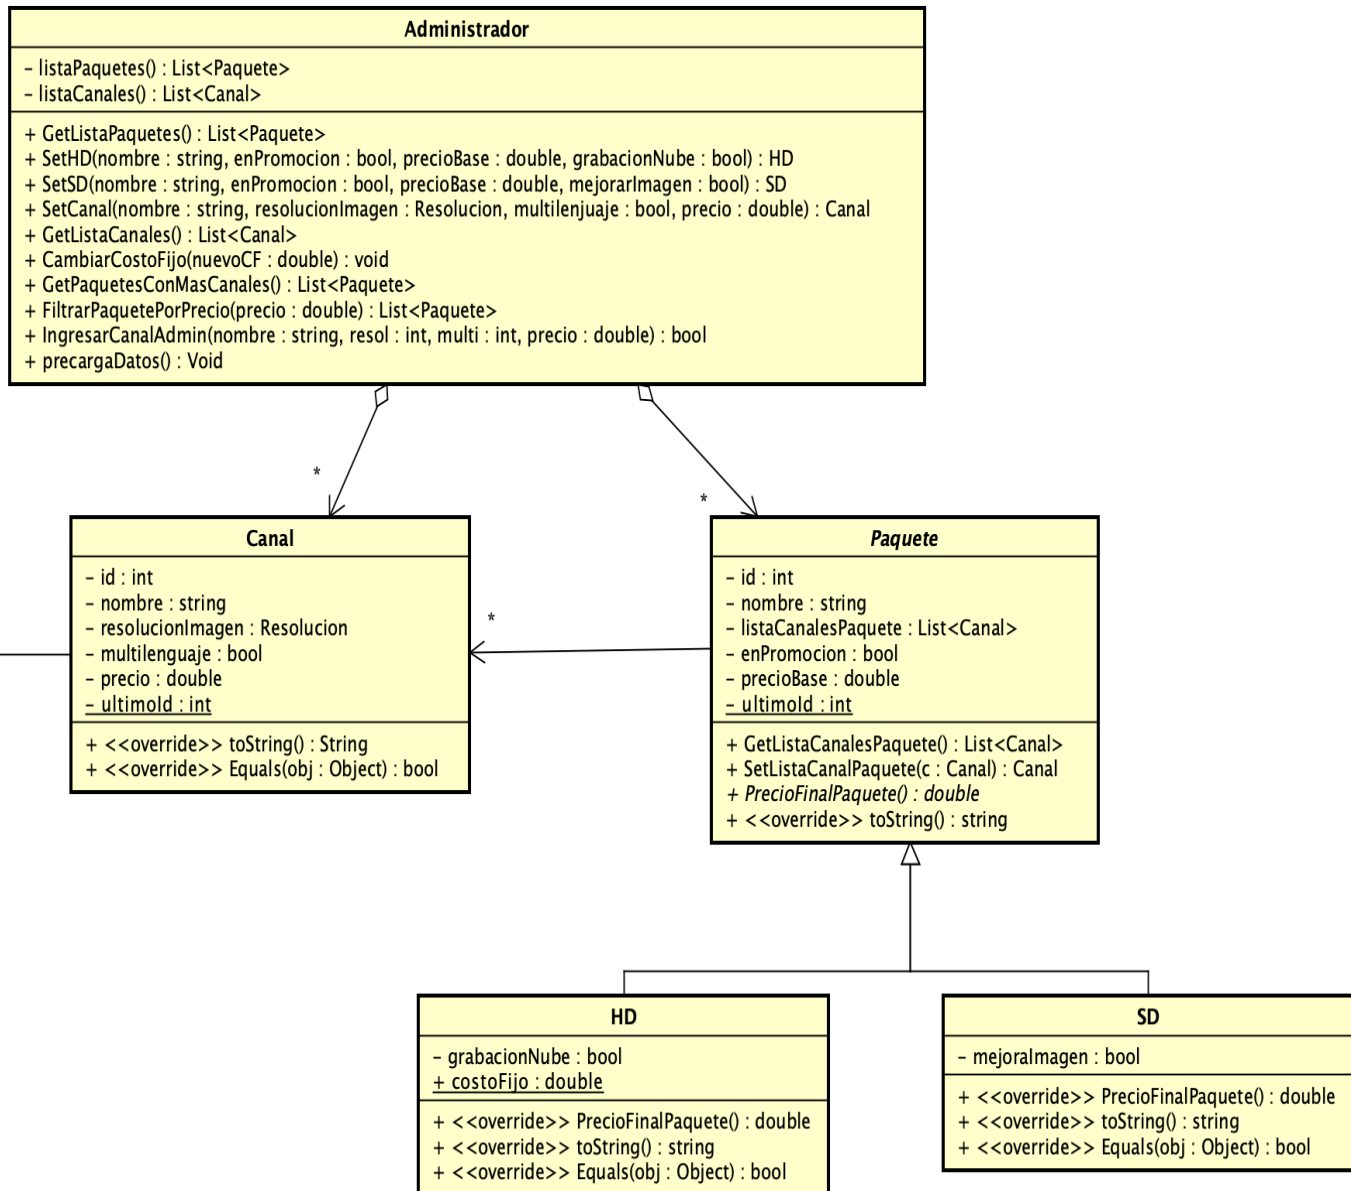 Administrador
– listaPaquetes() : List<Paquete>
– listaCanales() : List<Canal>
+ GetListaPaquetes() : List<Paquete>
+ SetHD(nombre : string, enPromocion : bool, precioBase : double, grabacionNube : bool) : HD
+ SetSD(nombre : string, enPromocion : bool, precioBase : double, mejorarImagen : bool) : SD
+ SetCanal(nombre : string, resolucionImagen : Resolucion, multilenjuaje : bool, precio : double) : Canal
+ GetListaCanales() : List<Canal>
+ CambiarCostoFijo(nuevoCF : double) : void
+ GetPaquetesConMasCanales() : List<Paquete>
+ FiltrarPaquetePorPrecio(precio : double) : List<Paquete>
+ IngresarCanalAdmin(nombre : string, resol : int, multi : int, precio : double) : bool
+ precargaDatos() : Void
*
*
Canal
– id : int
– nombre : string
– resolucionImagen : Resolucion
– multilenguaje : bool
– precio : double
– ultimoId : int
+ <<override>> toString() : String
+ <<override>> Equals(obj : Object) : bool
*
Paquete
– id : int
– nombre : string
– listaCanalesPaquete : List<Canal>
– enPromocion : bool
– precioBase : double
– ultimoId : int
+ GetListaCanalesPaquete() : List<Canal>
+ SetListaCanalPaquete(c : Canal) : Canal
+ PrecioFinalPaquete() : double
+ <<override>> toString() : string
HD
– grabacionNube : bool
+ costoFijo : double
+ <<override>> PrecioFinalPaquete() : double
+ <<override>> toString() : string
+ <<override>> Equals(obj : Object) : bool
SD
– mejoraImagen : bool
+ <<override>> PrecioFinalPaquete() : double
+ <<override>> toString() : string
+ <<override>> Equals(obj : Object) : bool